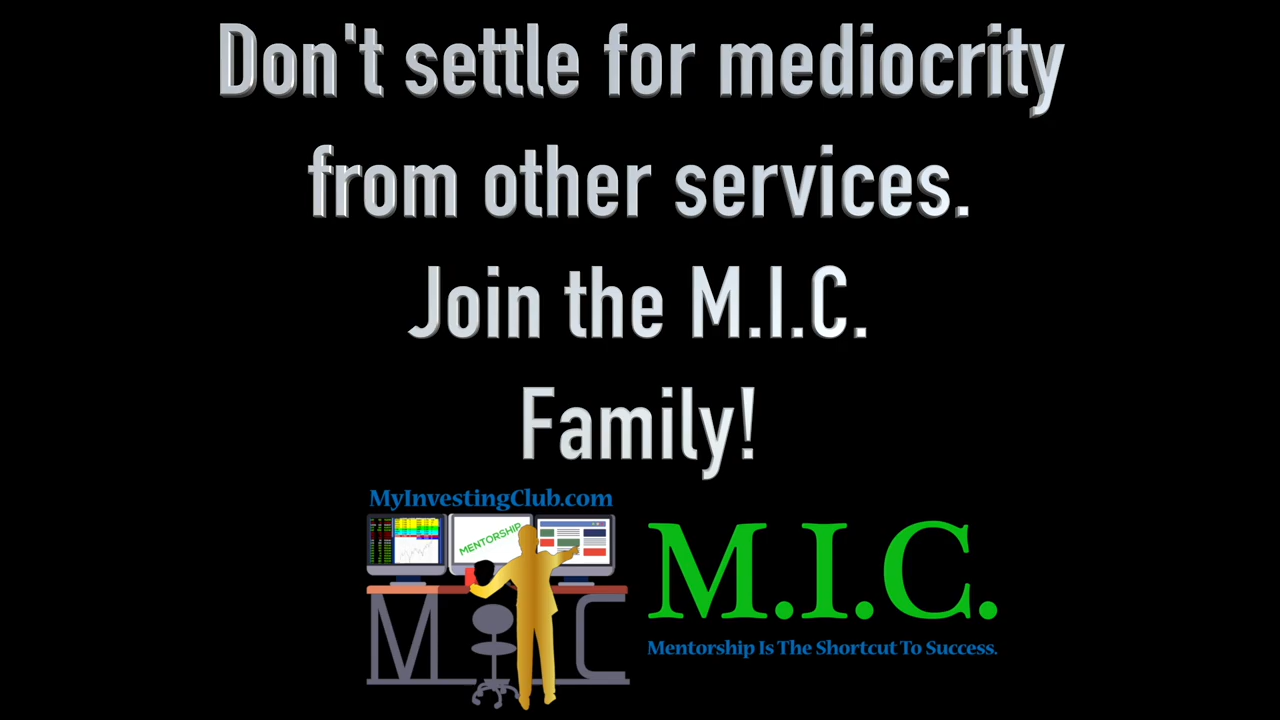 Don't settle for mediocrity
from other services.
Join the M.I.C.
Family!
MyInvestingClub.com
MENTORSHIP
M.I.C.
MIC
Mentorship Is The Shortcut To Success.